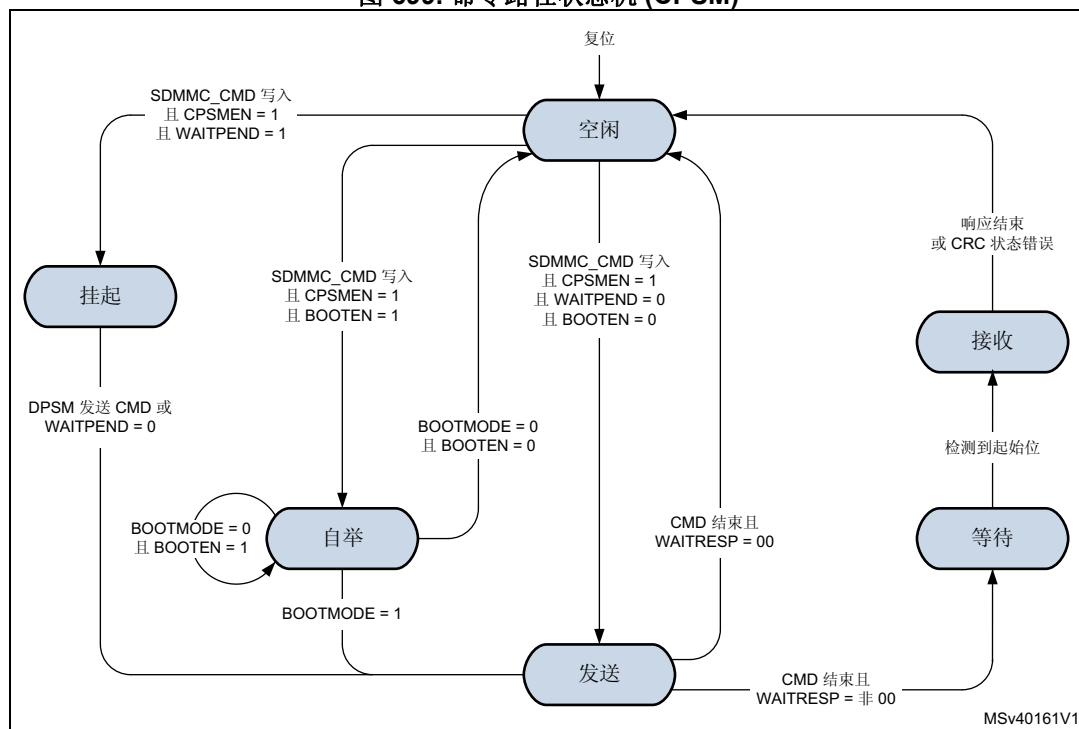 复位
SDMMC_CMD 写入
且 CPSMEN = 1
且 WAITPEND = 1
空闲
响应结束
或 CRC 状态错误
SDMMC_CMD 写入
且 CPSMEN = 1
且 BOOTEN = 1
SDMMC_CMD 写入
且 CPSMEN = 1
且 WAITPEND = 0
且 BOOTEN = 0
挂起
接收
DPSM 发送 CMD 或
WAITPEND = 0
BOOTMODE = 0
且 BOOTEN = 0
检测到起始位
BOOTMODE = 0
且 BOOTEN = 1
自举
CMD 结束且
WAITRESP = 00
等待
BOOTMODE = 1
发送
CMD 结束且
WAITRESP = 非 00
MSv40161V1